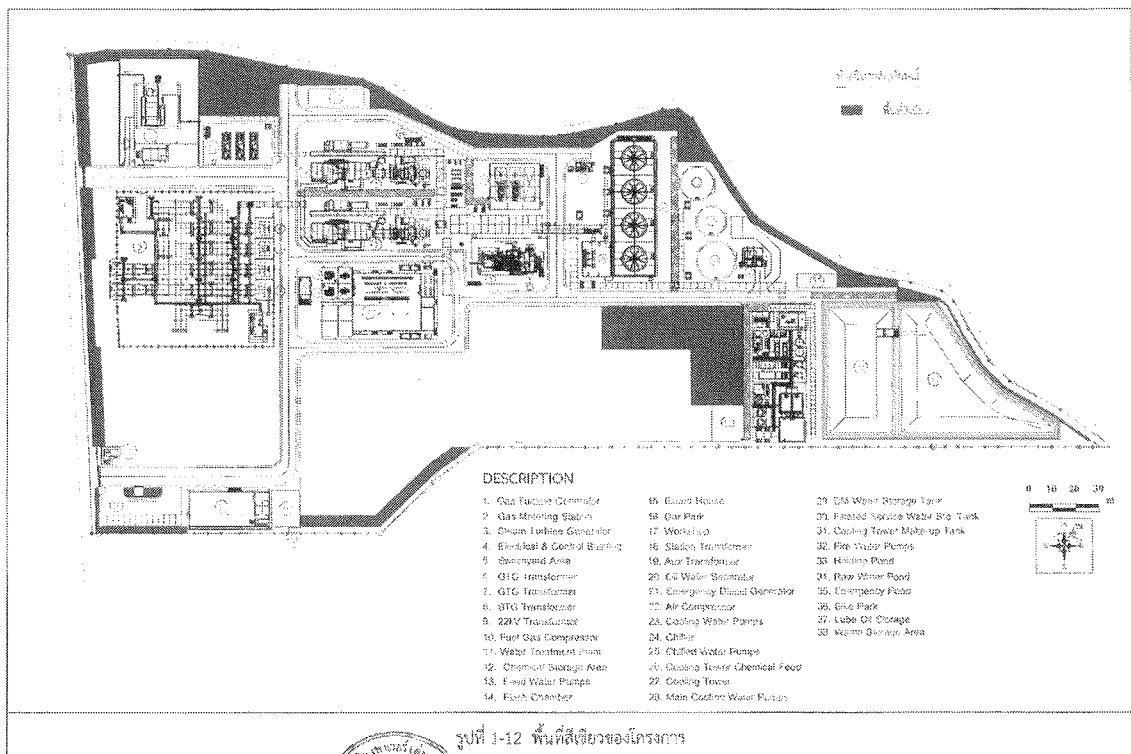 พื้นที่สีเขียว
DESCRIPTION
1. Gas Turbine Generator
2. Gas Metering Station
3. Steam Turbine Generator
4. Electrical & Control Building
5. Switchyard Area
6. GTG Transformer
7. GTG Transformer
8. STG Transformer
9. 22kV Transformer
10. Fuel Gas Compressor
11. Water Treatment Plant
12. Chemical Storage Area
13. Feed Water Pumps
14. Flash Chamber
15. Guard House
16. Car Park
17. Workshop
18. Station Transformer
19. Aux Transformer
20. Oil Water Separator
21. Emergency Diesel Generator
22. Air Compressor
23. Cooling Water Pumps
24. Chiller
25. Chilled Water Pumps
26. Cooling Tower Chemical Feed
27. Cooling Tower
28. Main Cooling Water Pumps
29. DM Water Storage Tank
30. Service Water Tank
31. Cooling Tower Make-up Tank
32. Fire Water Pumps
33. Holding Pond
34. Raw Water Pond
35. Emergency Pond
36. Bike Park
37. Lube Oil Storage
38. Waste Storage Area
0 10 20 30
m
รูปที่ 1-12 พื้นที่สีเขียวของโครงการ